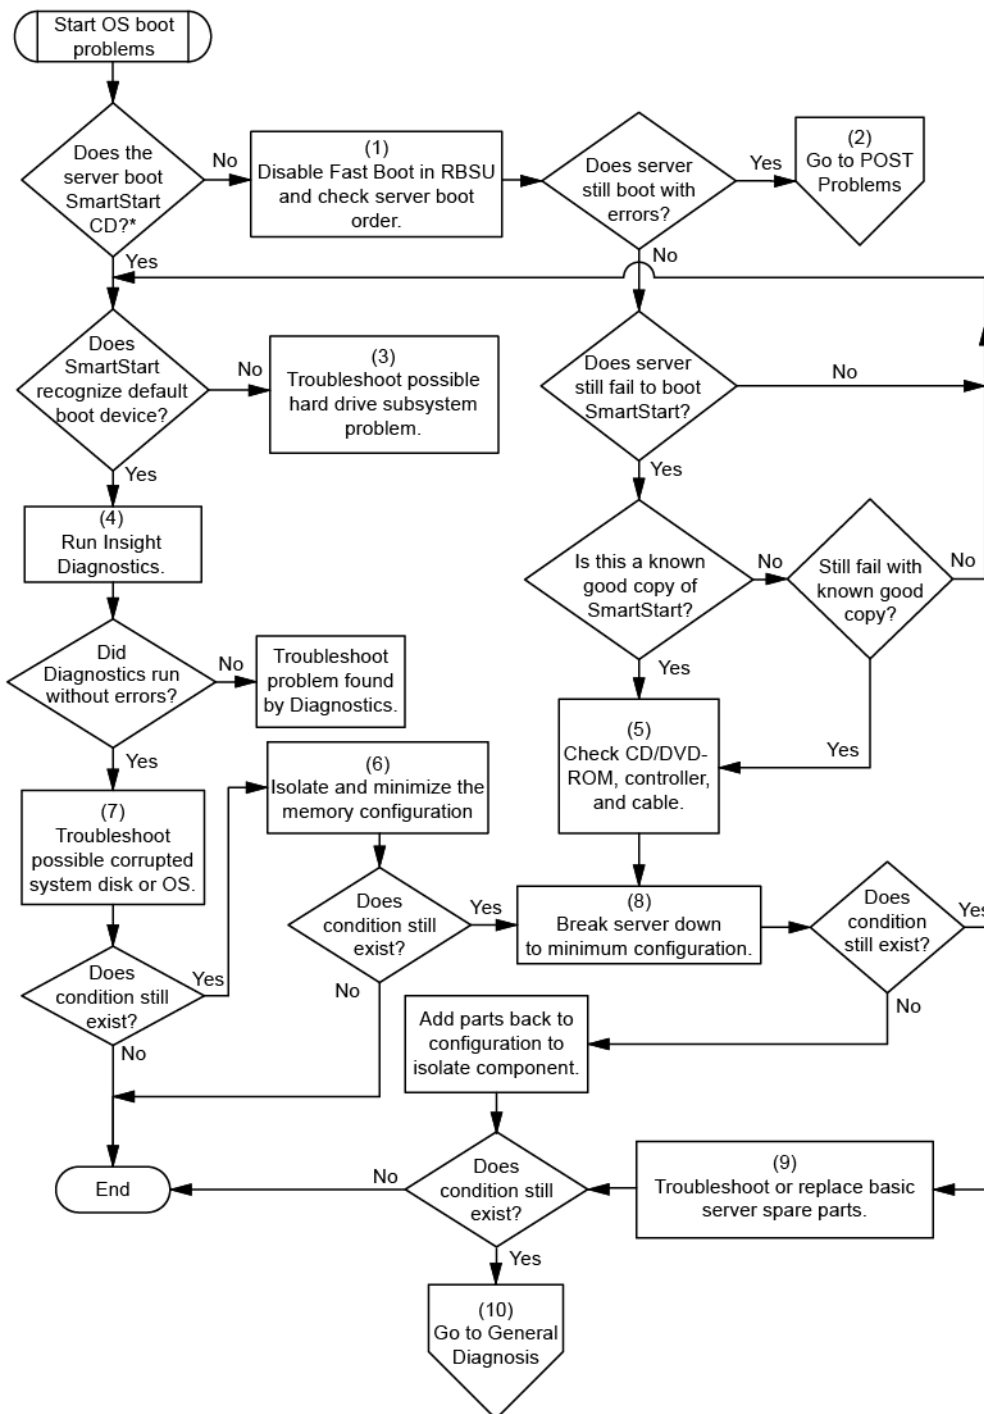 Start OS boot
problems
Does the
server boot
SmartStart
CD?*
No
Yes
(1)
Disable Fast Boot in RBSU
and check server boot
order.
Does server
still boot with
errors?
Yes
No
(2)
Go to POST
Problems
Does
SmartStart
recognize default
boot device?
No
Yes
(3)
Troubleshoot possible
hard drive subsystem
problem.
Does server
still fail to boot
SmartStart?
No
Yes
(4)
Run Insight
Diagnostics.
Is this a known
good copy of
SmartStart?
No
Yes
Still fail with
known good
copy?
No
Yes
Did
Diagnostics run
without errors?
No
Yes
Troubleshoot
problem found
by Diagnostics.
(5)
Check CD/DVD-
ROM, controller,
and cable.
(6)
Isolate and minimize the
memory configuration
(7)
Troubleshoot
possible corrupted
system disk or OS.
Does
condition still
exist?
Yes
No
(8)
Break server down
to minimum configuration.
Does
condition
still exist?
Yes
No
Does
condition still
exist?
Yes
No
Add parts back to
configuration to
isolate component.
End
No
Does
condition still
exist?
Yes
(9)
Troubleshoot or replace basic
server spare parts.
(10)
Go to General
Diagnosis